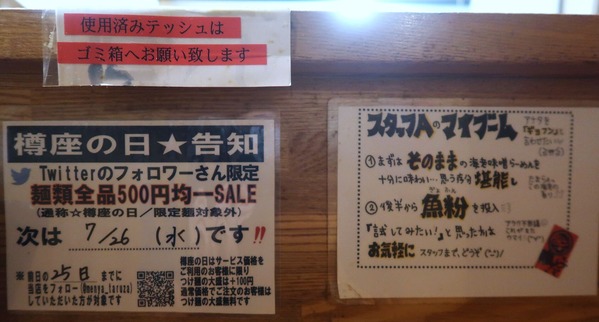 使用済みテッシュは
ゴミ箱へお願い致します
樽座の日★告知
Twitterのフォロワーさん限定
麺類全品500円均一SALE
(通称☆樽座の日/限定麺対象外)
次は 7/26 (水)です!!
※前日の25日までに
当店をフォロー(@menya_taruza)
していただいた方が対象です
樽座の日はサービス価格を
ご利用のお客様に限り
つけ麺の大盛は+100円
通常価格でご注文のお客様は
つけ麺の大盛無料です
スタッフAのマイブーム
①まずはそのままの海老味噌らーめんを
十分に味わい…思う存分堪能し
②後半から魚粉を投入!!
ぎょふん
「試してみたい!」と思った方は
お気軽にスタッフまで、どうぞ(^-^)/